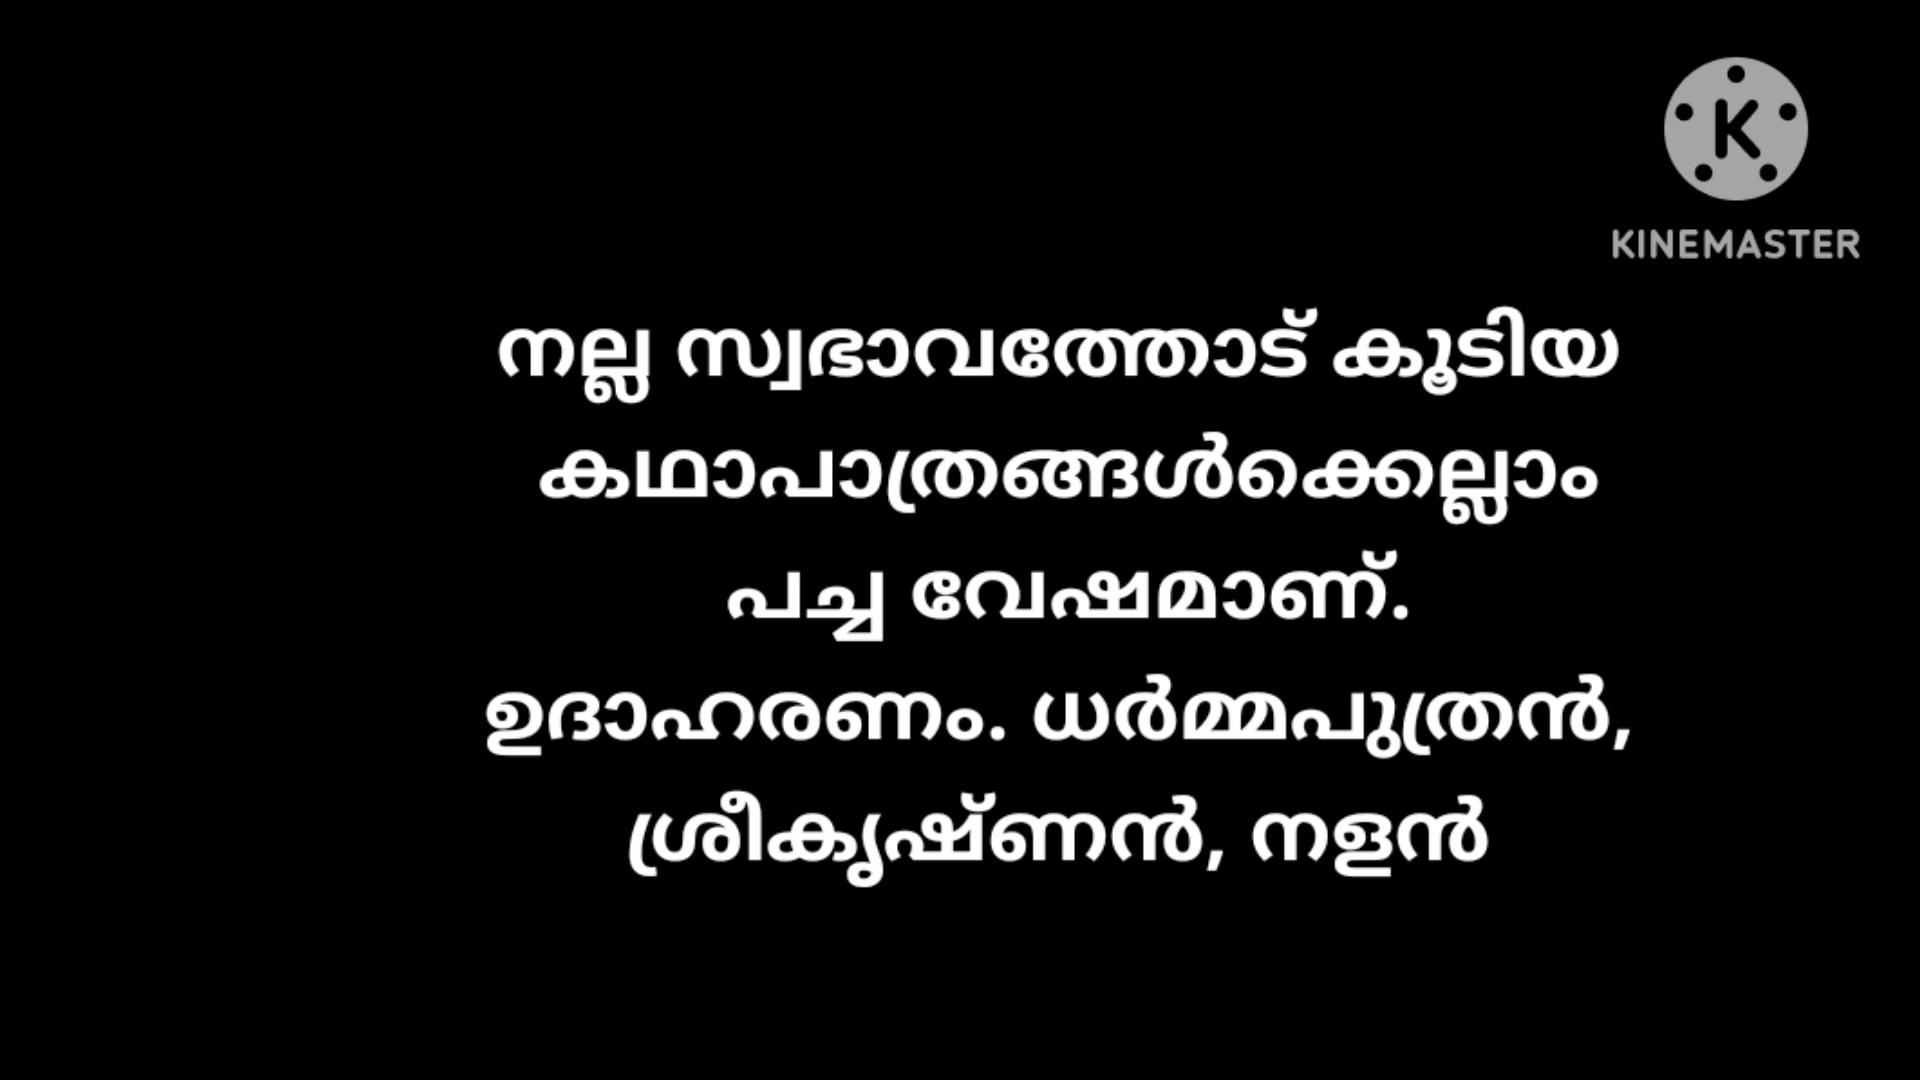 KINEMASTER
നല്ല സ്വഭാവത്തോട് കൂടിയ
കഥാപാത്രങ്ങൾക്കെല്ലാം
പച്ച വേഷമാണ്.
ഉദാഹരണം. ധർമ്മപുത്രൻ,
ശ്രീകൃഷ്ണൻ, നളൻ